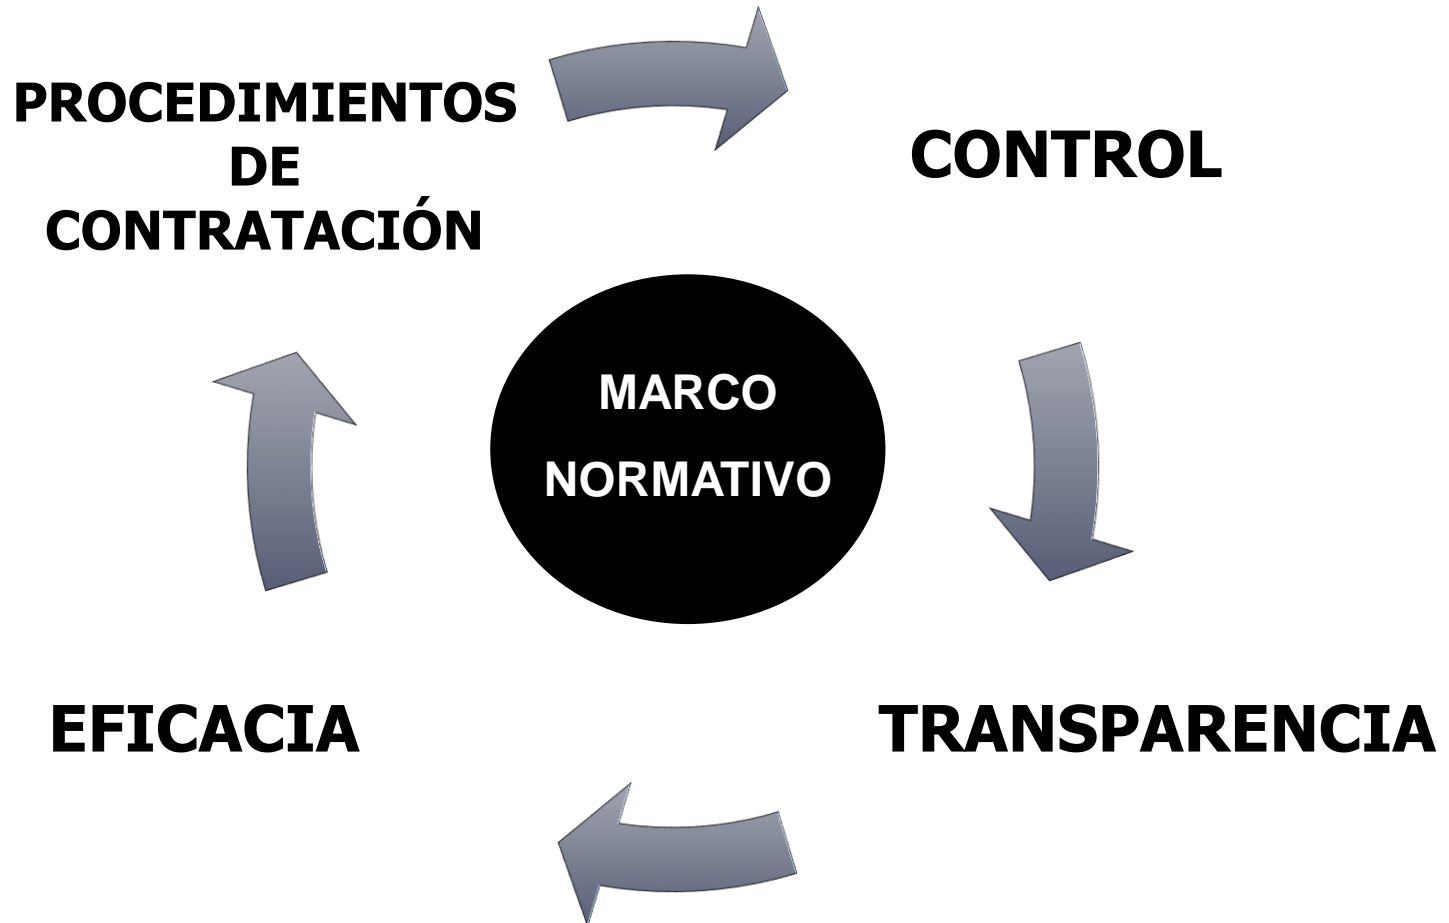 PROCEDIMIENTOS
DE
CONTRATACIÓN
CONTROL
MARCO
NORMATIVO
EFICACIA
TRANSPARENCIA